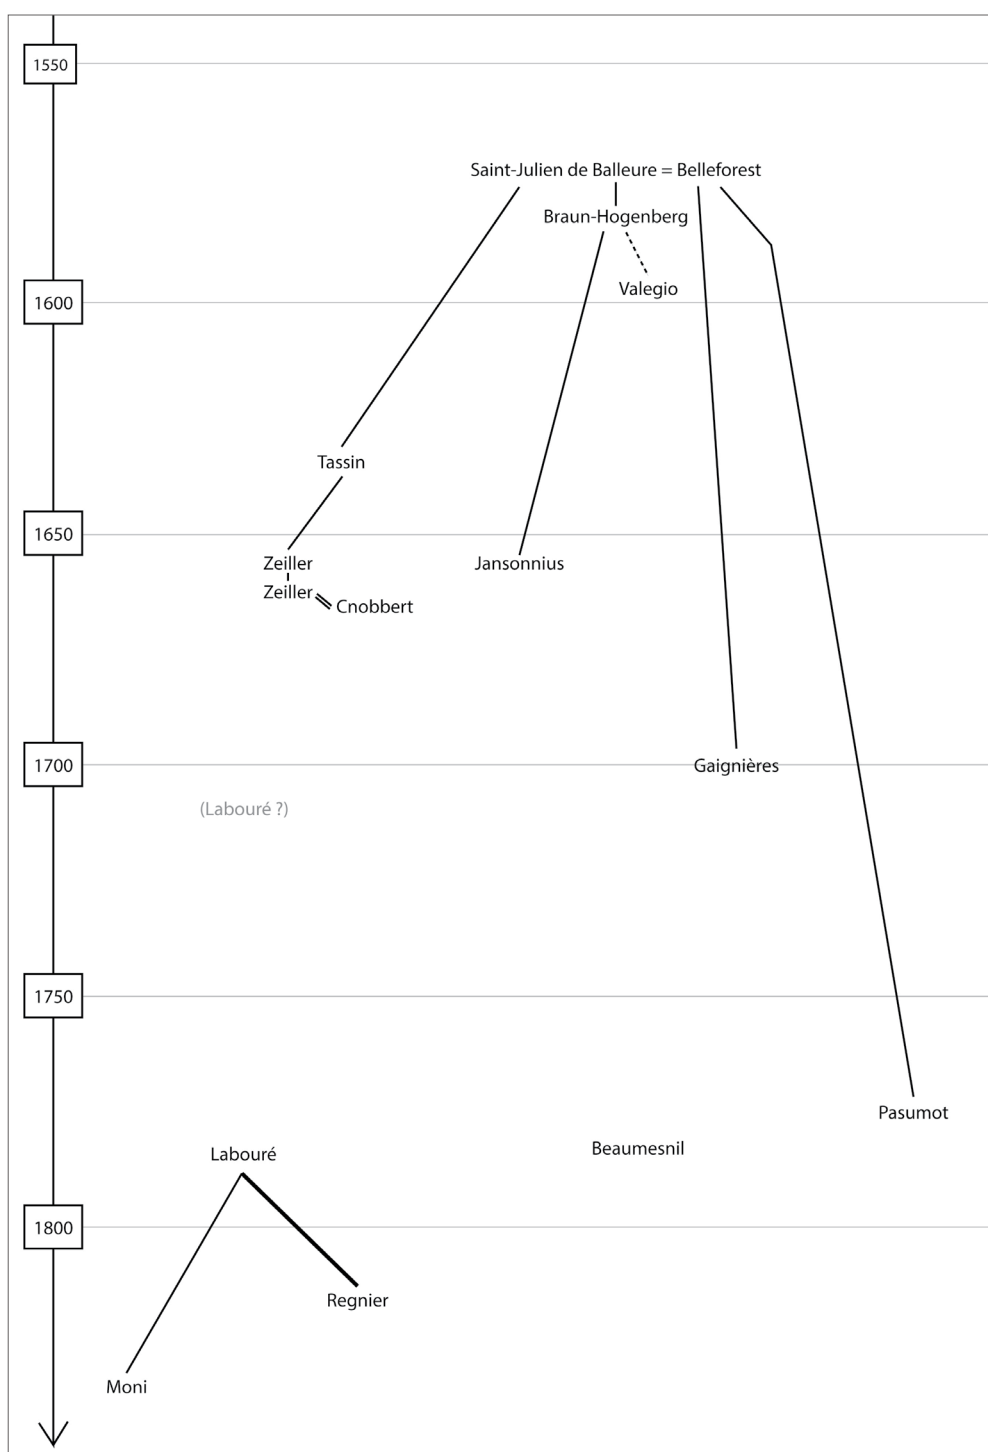 1550
Saint-Julien de Balleure = Belleforest
Braun-Hogenberg
Valegio
1600
Tassin
1650
Zeiller
Jansonnius
Zeiller
Cnobbert
1700
Gaignières
(Labouré ?)
1750
Pasumot
Beaumesnil
Labouré
1800
Regnier
Moni